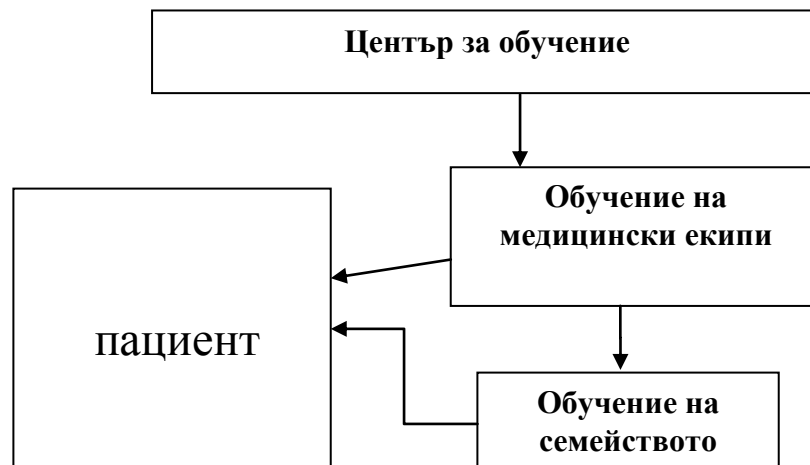 Център за обучение
Обучение на
медицински екипи
пациент
Обучение на
семейството